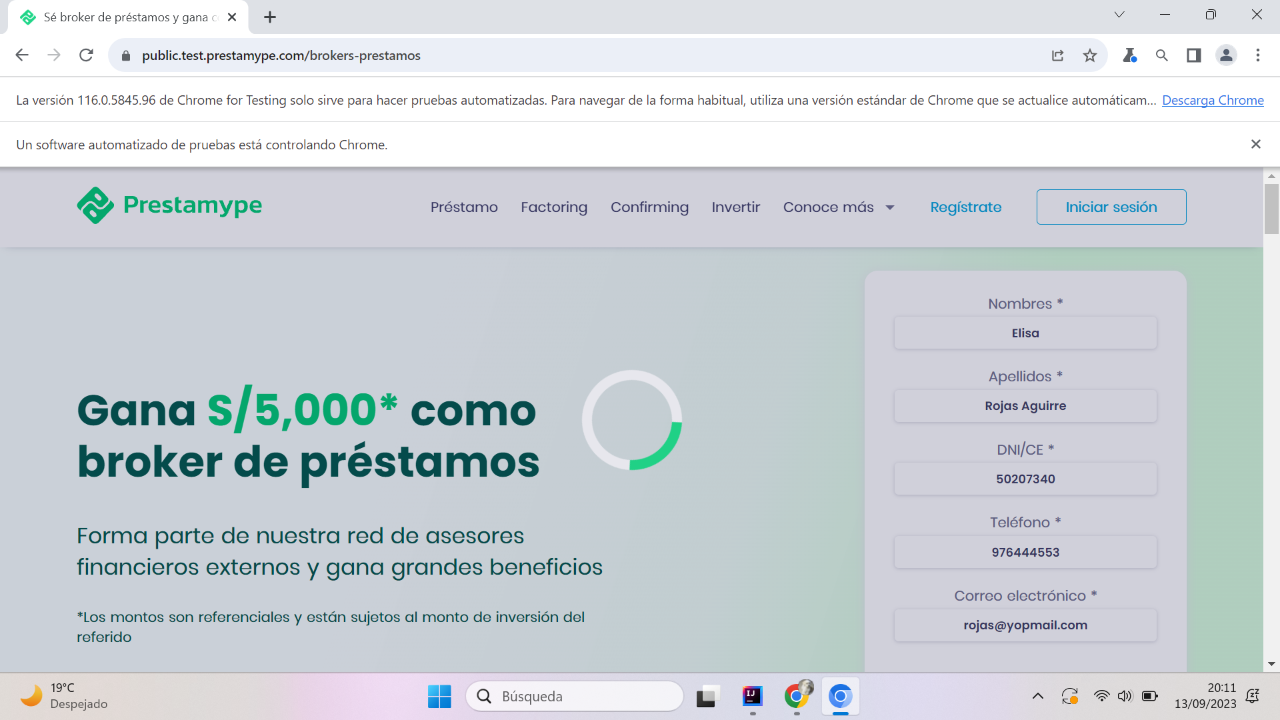 Sé broker de préstamos y gana
public.test.prestamype.com/brokers-prestamos
La versión 116.0.5845.96 de Chrome for Testing solo sirve para hacer pruebas automatizadas. Para navegar de la forma habitual, utiliza una versión estándar de Chrome que se actualice automáticam... Descarga Chrome
Un software automatizado de pruebas está controlando Chrome.
Prestamype Préstamo Factoring Confirming Invertir Conoce más Regístrate Iniciar sesión
Gana S/5,000* como
broker de préstamos
Forma parte de nuestra red de asesores
financieros externos y gana grandes beneficios
*Los montos son referenciales y están sujetos al monto de inversión del
referido
Nombres *
Elisa
Apellidos *
Rojas Aguirre
DNI/CE *
50207340
Teléfono *
976444553
Correo electrónico *
rojas@yopmail.com
19°C
Despejado
Búsqueda
IJ
20:11
13/09/2023